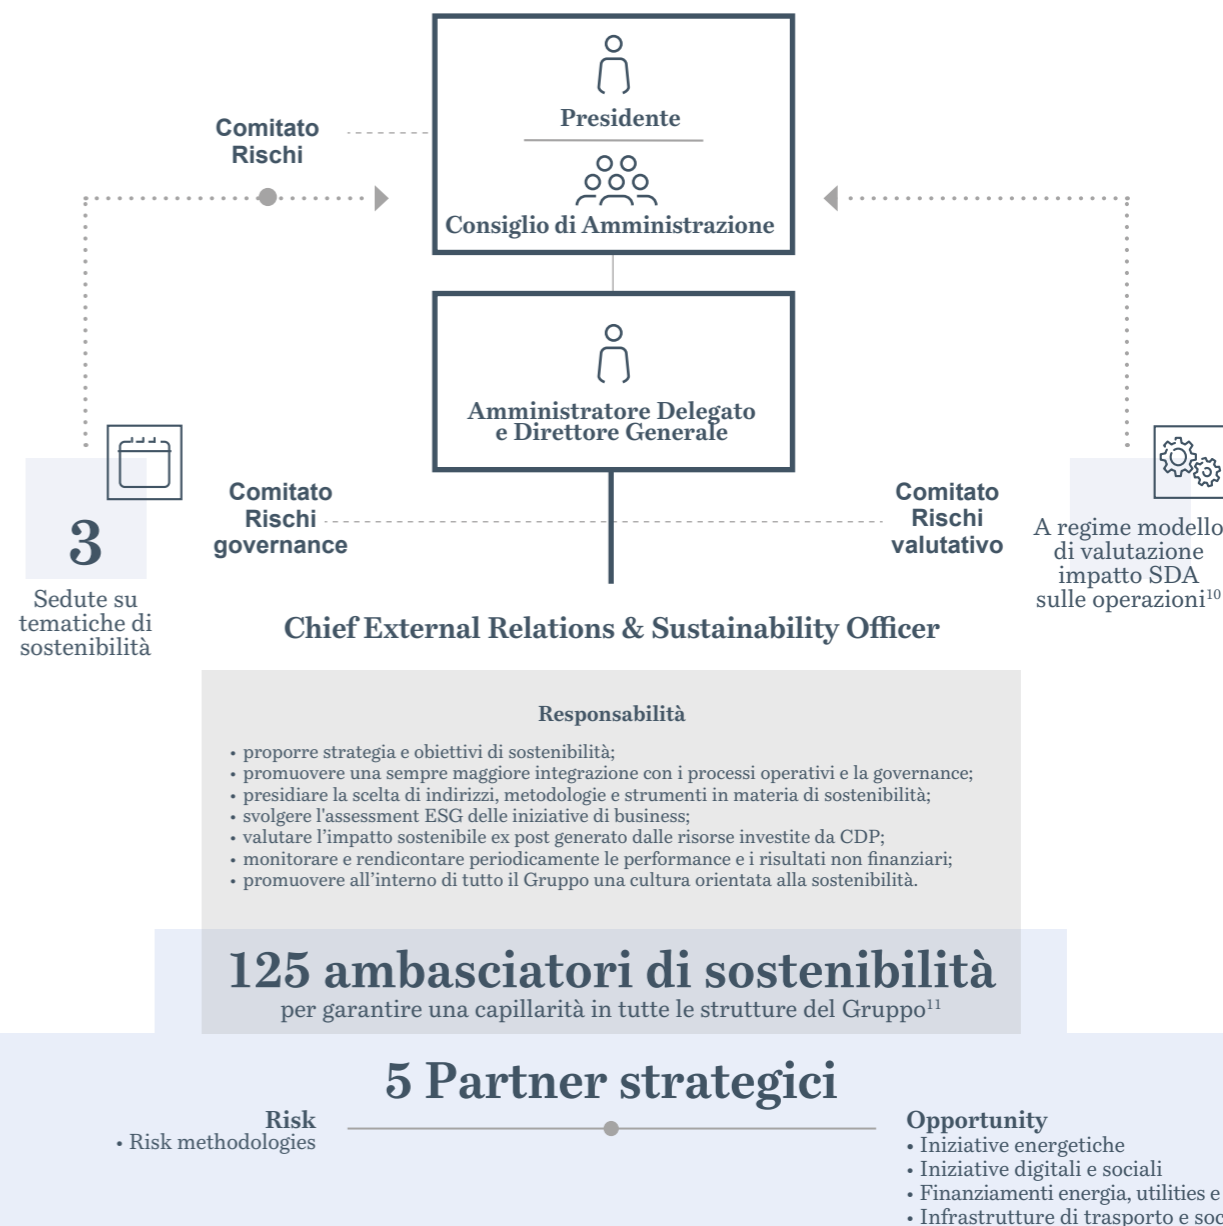 Presidente
Comitato
Rischi
Consiglio di Amministrazione
Amministratore Delegato
e Direttore Generale
Comitato
Rischi
governance
Comitato
Rischi
valutativo
3
Sedute su
tematiche di
sostenibilità
A regime modello
di valutazione
impatto SDA
sulle operazioni¹⁰
Chief External Relations & Sustainability Officer
Responsabilità
• proporre strategia e obiettivi di sostenibilità;
• promuovere una sempre maggiore integrazione con i processi operativi e la governance;
• presidiare la scelta di indirizzi, metodologie e strumenti in materia di sostenibilità;
• svolgere l'assessment ESG delle iniziative di business;
• valutare l’impatto sostenibile ex post generato dalle risorse investite da CDP;
• monitorare e rendicontare periodicamente le performance e i risultati non finanziari;
• promuovere all’interno di tutto il Gruppo una cultura orientata alla sostenibilità.
125 ambasciatori di sostenibilità
per garantire una capillarità in tutte le strutture del Gruppo¹¹
5 Partner strategici
Risk
• Risk methodologies
Opportunity
• Iniziative energetiche
• Iniziative digitali e sociali
• Finanziamenti energia, utilities e
• Infrastrutture di trasporto e